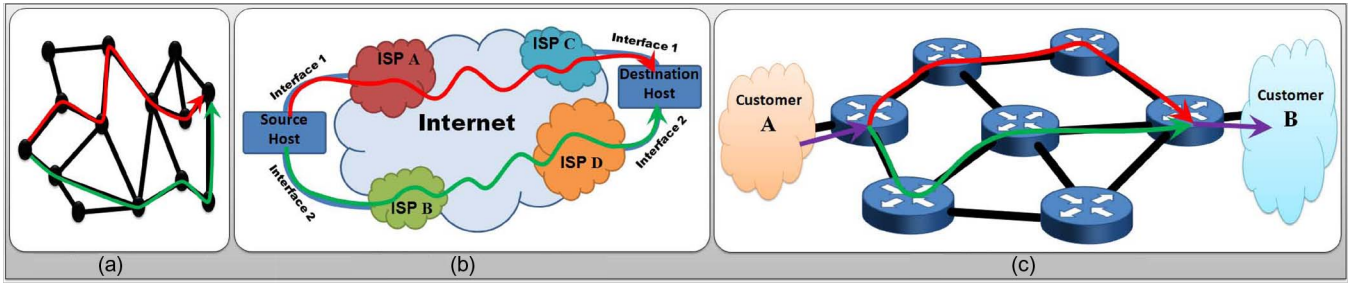 Interface 1
ISP A
ISP C
Interface 1
Source
Host
Internet
Destination
Host
Interface 2
ISP B
ISP D
Interface 2
Customer
A
Customer
B
(a)
(b)
(c)